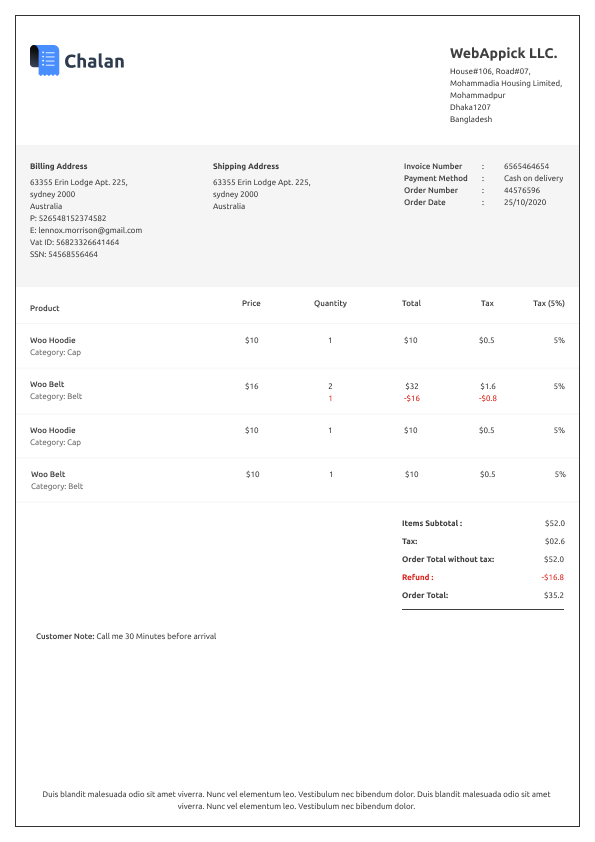 Chalan
WebAppick LLC.
House#106, Road#07,
Mohammadia Housing Limited,
Mohammadpur
Dhaka1207
Bangladesh
Billing Address
63355 Erin Lodge Apt. 225,
sydney 2000
Australia
P: 526548152374582
E: lennox.morrison@gmail.com
Vat ID: 56823326641464
SSN: 54568556464
Shipping Address
63355 Erin Lodge Apt. 225,
sydney 2000
Australia
Invoice Number : 6565464654
Payment Method : Cash on delivery
Order Number : 44576596
Order Date : 25/10/2020
Product Price Quantity Total Tax Tax (5%)
Woo Hoodie $10 1 $10 $0.5 5%
Category: Cap
Woo Belt $16 2 $32 $1.6 5%
Category: Belt 1 -$16 -$0.8
Woo Hoodie $10 1 $10 $0.5 5%
Category: Cap
Woo Belt $10 1 $10 $0.5 5%
Category: Belt
Items Subtotal : $52.0
Tax: $02.6
Order Total without tax: $52.0
Refund : -$16.8
Order Total: $35.2
Customer Note: Call me 30 Minutes before arrival
Duis blandit malesuada odio sit amet viverra. Nunc vel elementum leo. Vestibulum nec bibendum dolor. Duis blandit malesuada odio sit amet
viverra. Nunc vel elementum leo. Vestibulum nec bibendum dolor.